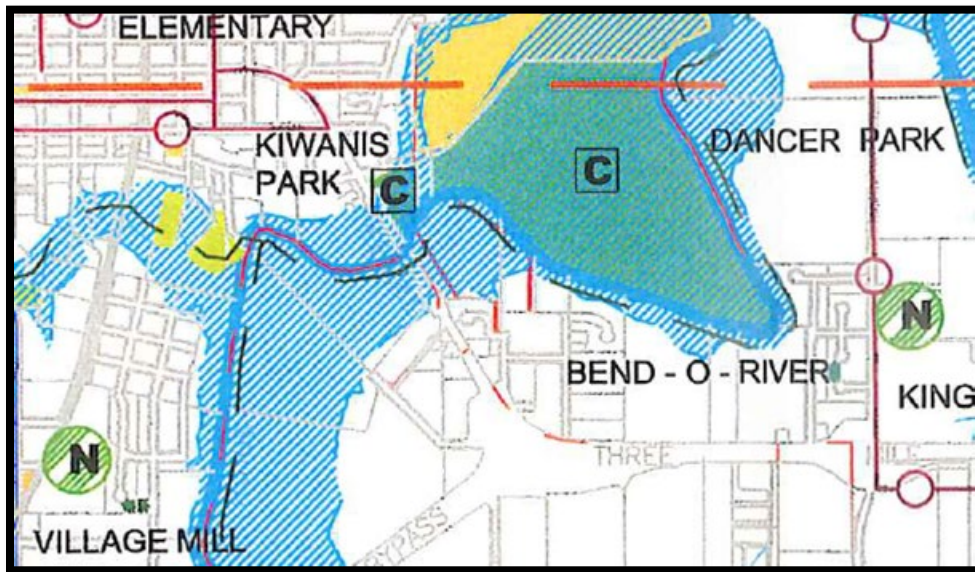 ELEMENTARY
KIWANIS
PARK
C
C
DANCER PARK
N
BEND - O - RIVER
KING
THREE
N
BYPASS
VILLAGE MILL